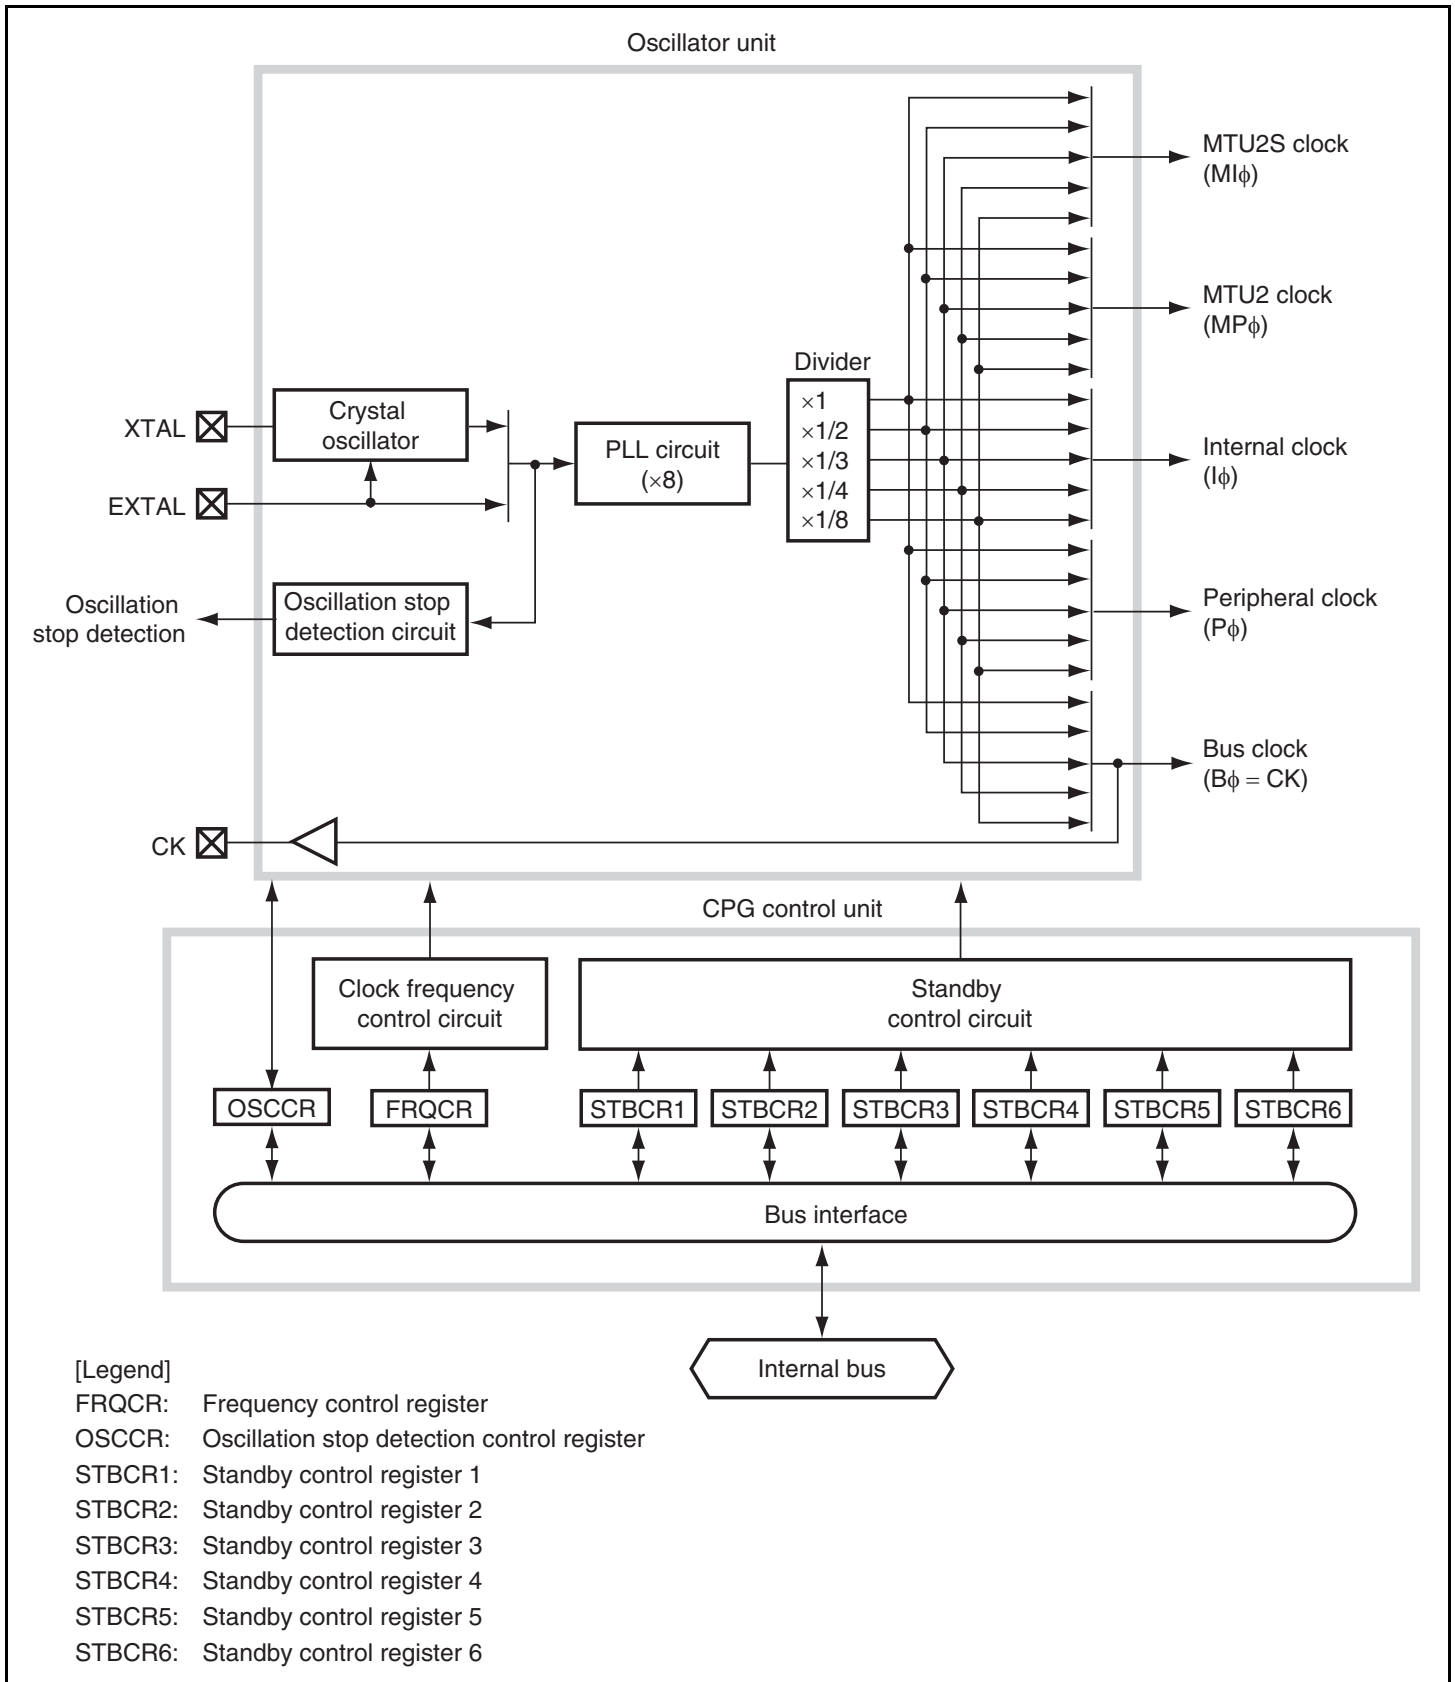 Oscillator unit
MTU2S clock
(MIϕ)
MTU2 clock
(MPϕ)
Divider
×1
×1/2
×1/3
×1/4
×1/8
XTAL
Crystal
oscillator
PLL circuit
(×8)
Internal clock
(Iϕ)
EXTAL
Oscillation
stop detection
Oscillation stop
detection circuit
Peripheral clock
(Pϕ)
Bus clock
(Bϕ = CK)
CK
CPG control unit
Clock frequency
control circuit
Standby
control circuit
OSCCR
FRQCR
STBCR1
STBCR2
STBCR3
STBCR4
STBCR5
STBCR6
Bus interface
Internal bus
[Legend]
FRQCR: Frequency control register
OSCCR: Oscillation stop detection control register
STBCR1: Standby control register 1
STBCR2: Standby control register 2
STBCR3: Standby control register 3
STBCR4: Standby control register 4
STBCR5: Standby control register 5
STBCR6: Standby control register 6